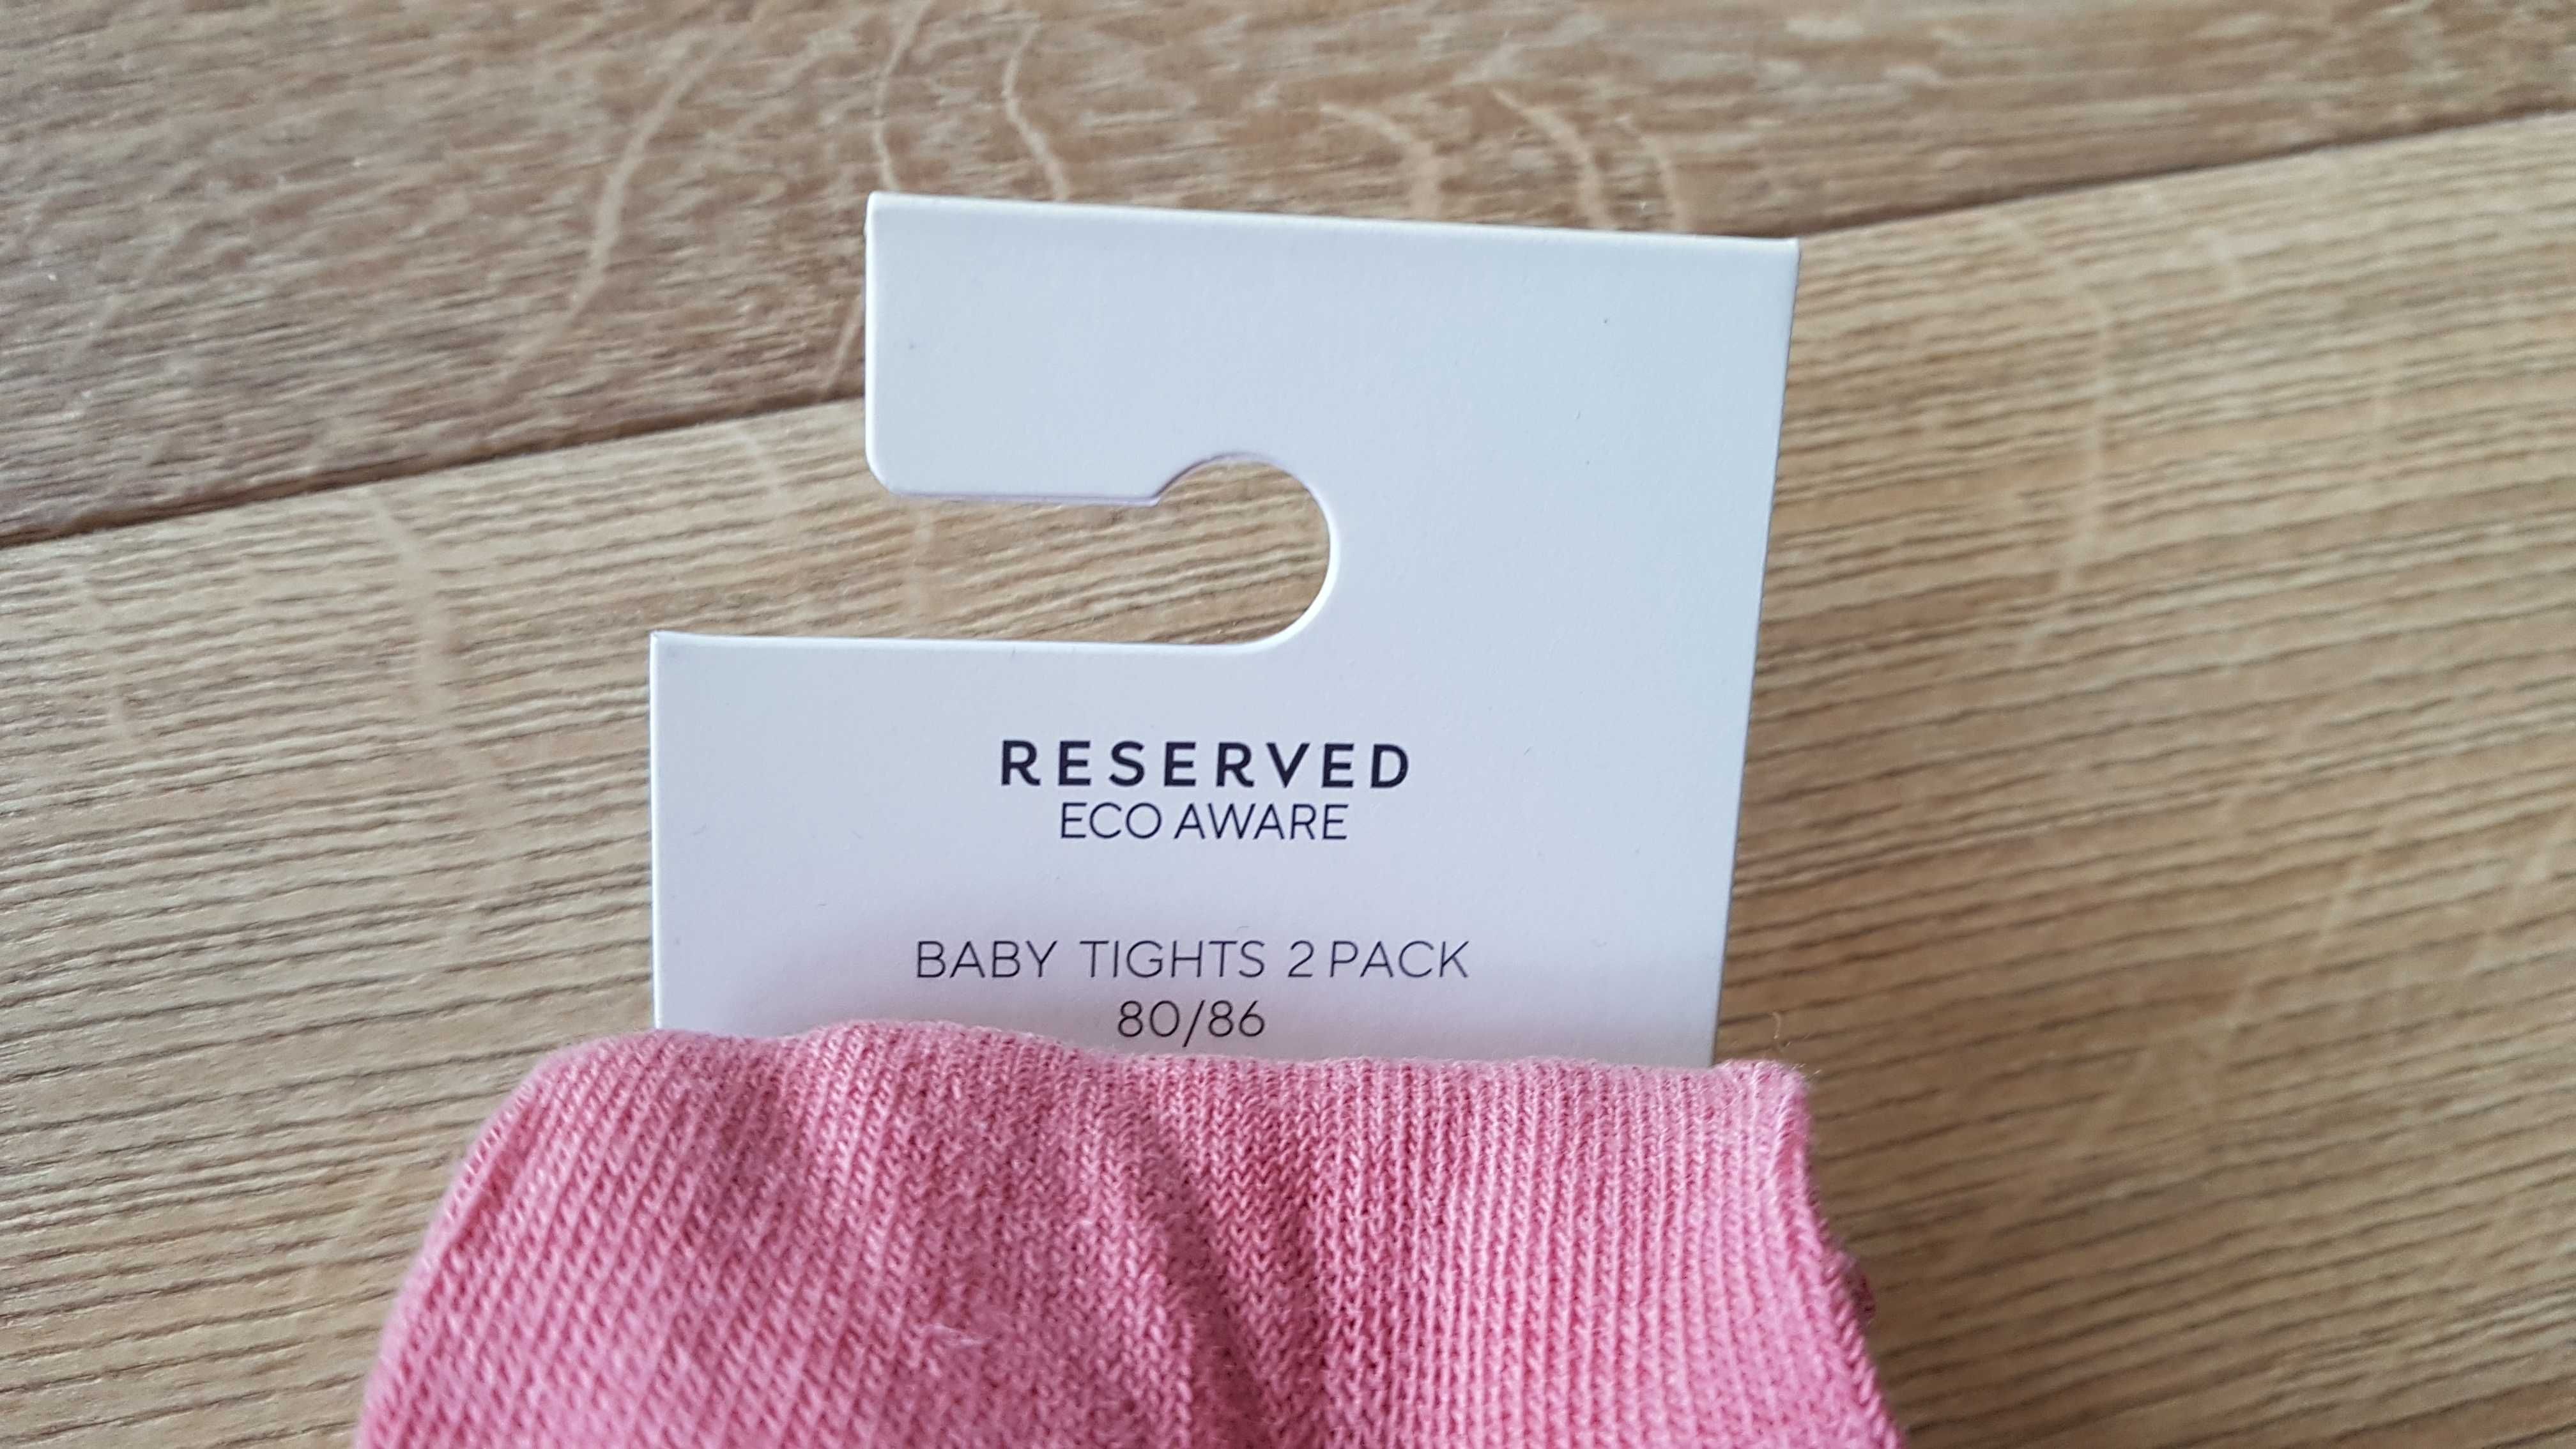 RESERVED
ECO AWARE
BABY TIGHTS 2 PACK
80/86